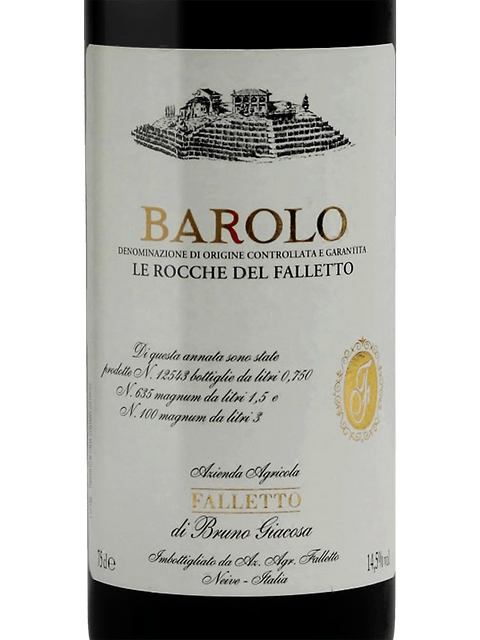 BAROLO
DENOMINAZIONE DI ORIGINE CONTROLLATA E GARANTITA
LE ROCCHE DEL FALLETTO
Di questa annata sono state
prodotte N. 12543 bottiglie da litri 0,750
N. 635 magnum da litri 1,5 e
N. 100 magnum da litri 3
F
Azienda Agricola
FALLETTO
di Bruno Giacosa
Imbottigliato da Az. Agr. Falletto
75cl e 14,5% vol
Neive - Italia